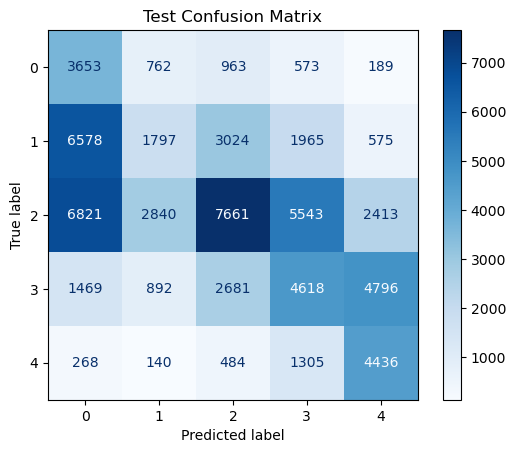 Test Confusion Matrix
0 3653 762 963 573 189
1 6578 1797 3024 1965 575
2 6821 2840 7661 5543 2413
3 1469 892 2681 4618 4796
4 268 140 484 1305 4436
0 1 2 3 4
Predicted label
True label
7000
6000
5000
4000
3000
2000
1000